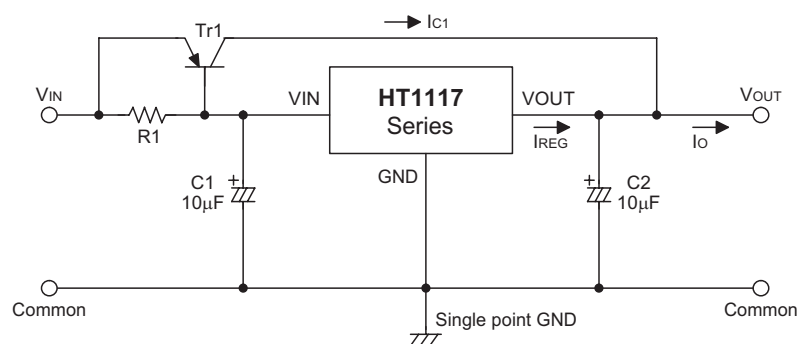 Tr1
IC1
VIN
R1
VIN
HT1117
Series
VOUT
IREG
VOUT
IO
GND
C1
10μF
C2
10μF
Common
Single point GND
Common